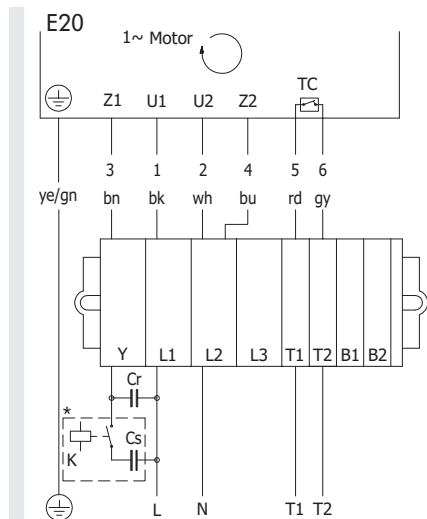 E20
1~ Motor
TC
Z1 U1 U2 Z2
3 1 2 4 5 6
ye/gn bn bk wh bu rd gy
Y L1 L2 L3 T1 T2 B1 B2
Cr
*
K Cs
L N T1 T2